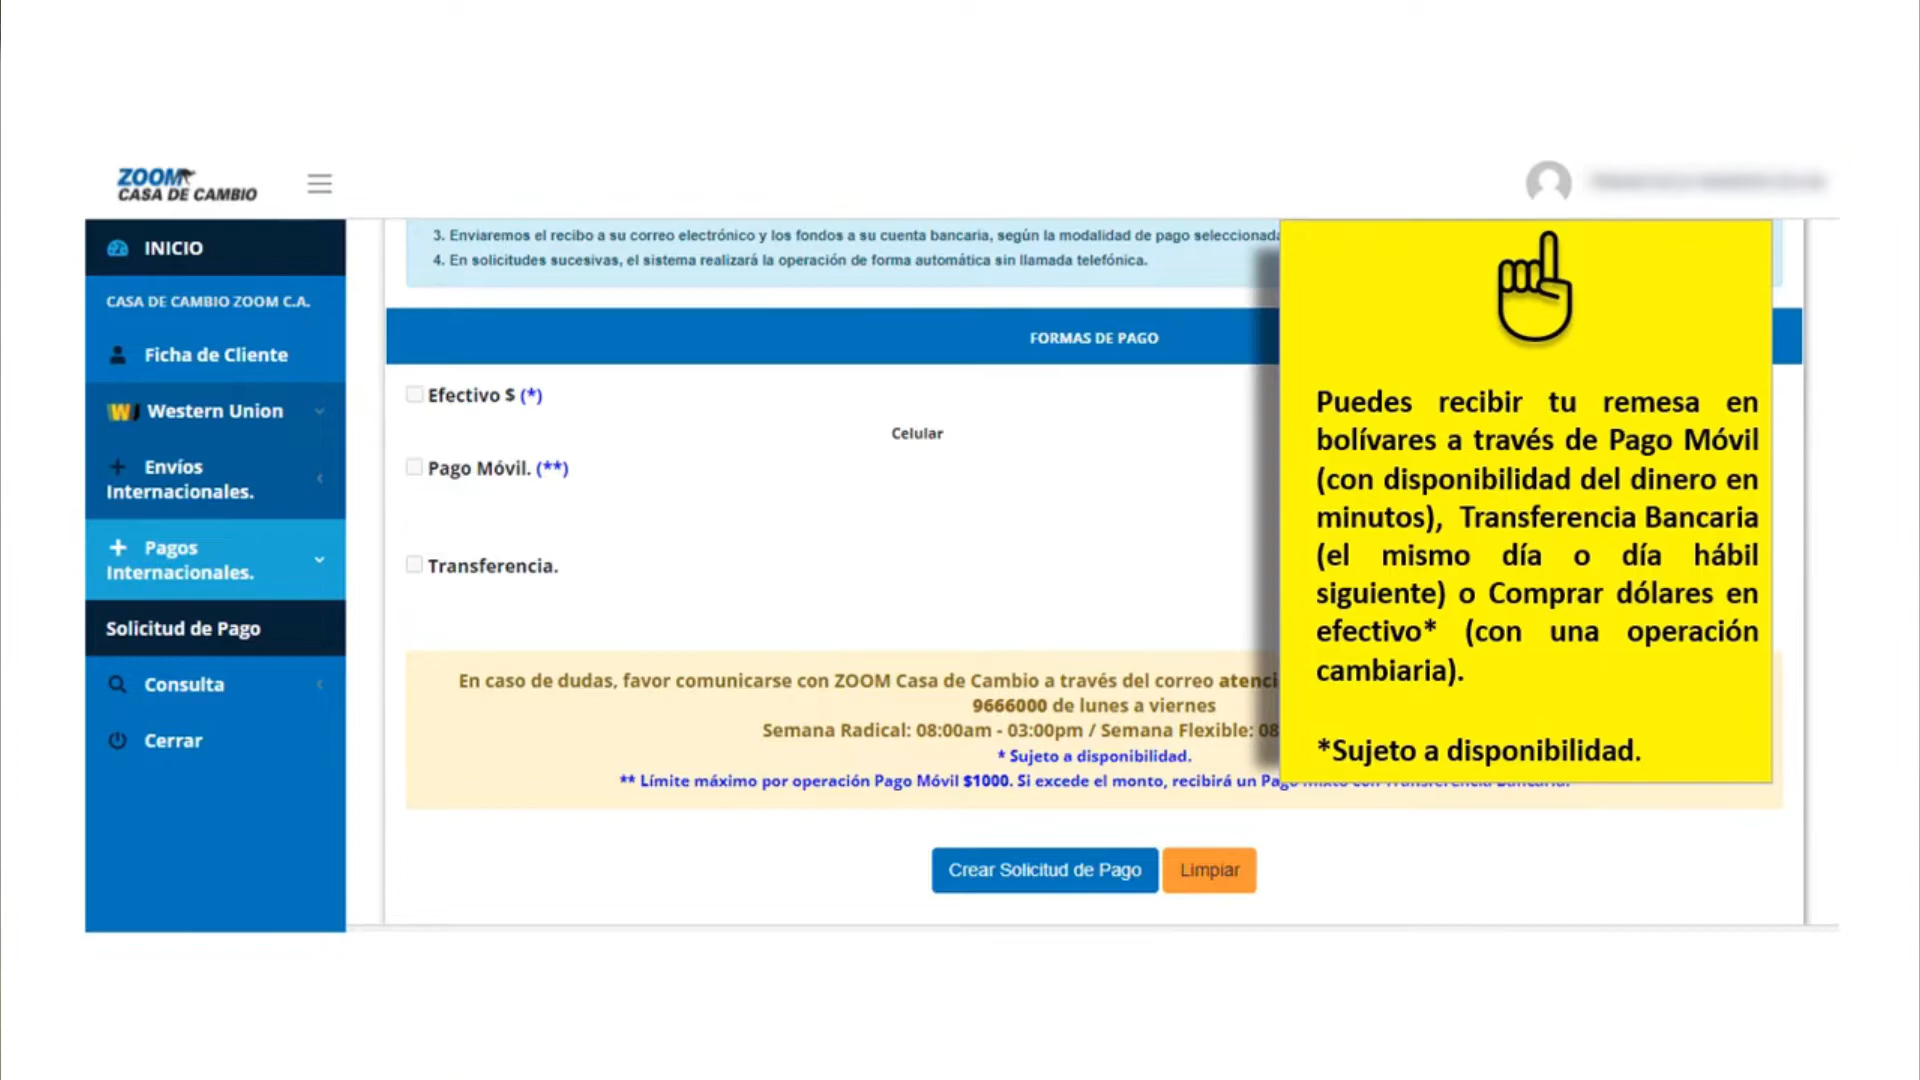 ZOOM
CASA DE CAMBIO
INICIO
CASA DE CAMBIO ZOOM C.A.
Ficha de Cliente
Western Union
Envíos
Internacionales.
Pagos
Internacionales.
Solicitud de Pago
Consulta
Cerrar
3. Enviaremos el recibo a su correo electrónico y los fondos a su cuenta bancaria, según la modalidad de pago seleccionada
4. En solicitudes sucesivas, el sistema realizará la operación de forma automática sin llamada telefónica.
FORMAS DE PAGO
Efectivo $ (*)
Celular
Pago Móvil. (**)
Transferencia.
En caso de dudas, favor comunicarse con ZOOM Casa de Cambio a través del correo
9666000 de lunes a viernes
Semana Radical: 08:00am - 03:00pm / Semana Flexible:
* Sujeto a disponibilidad.
** Límite máximo por operación Pago Móvil $1000. Si excede el monto, recibirá un
Crear Solicitud de Pago
Limpiar
Puedes recibir tu remesa en
bolívares a través de Pago Móvil
(con disponibilidad del dinero en
minutos), Transferencia Bancaria
(el mismo día o día hábil
siguiente) o Comprar dólares en
efectivo* (con una operación
cambiaria).
*Sujeto a disponibilidad.